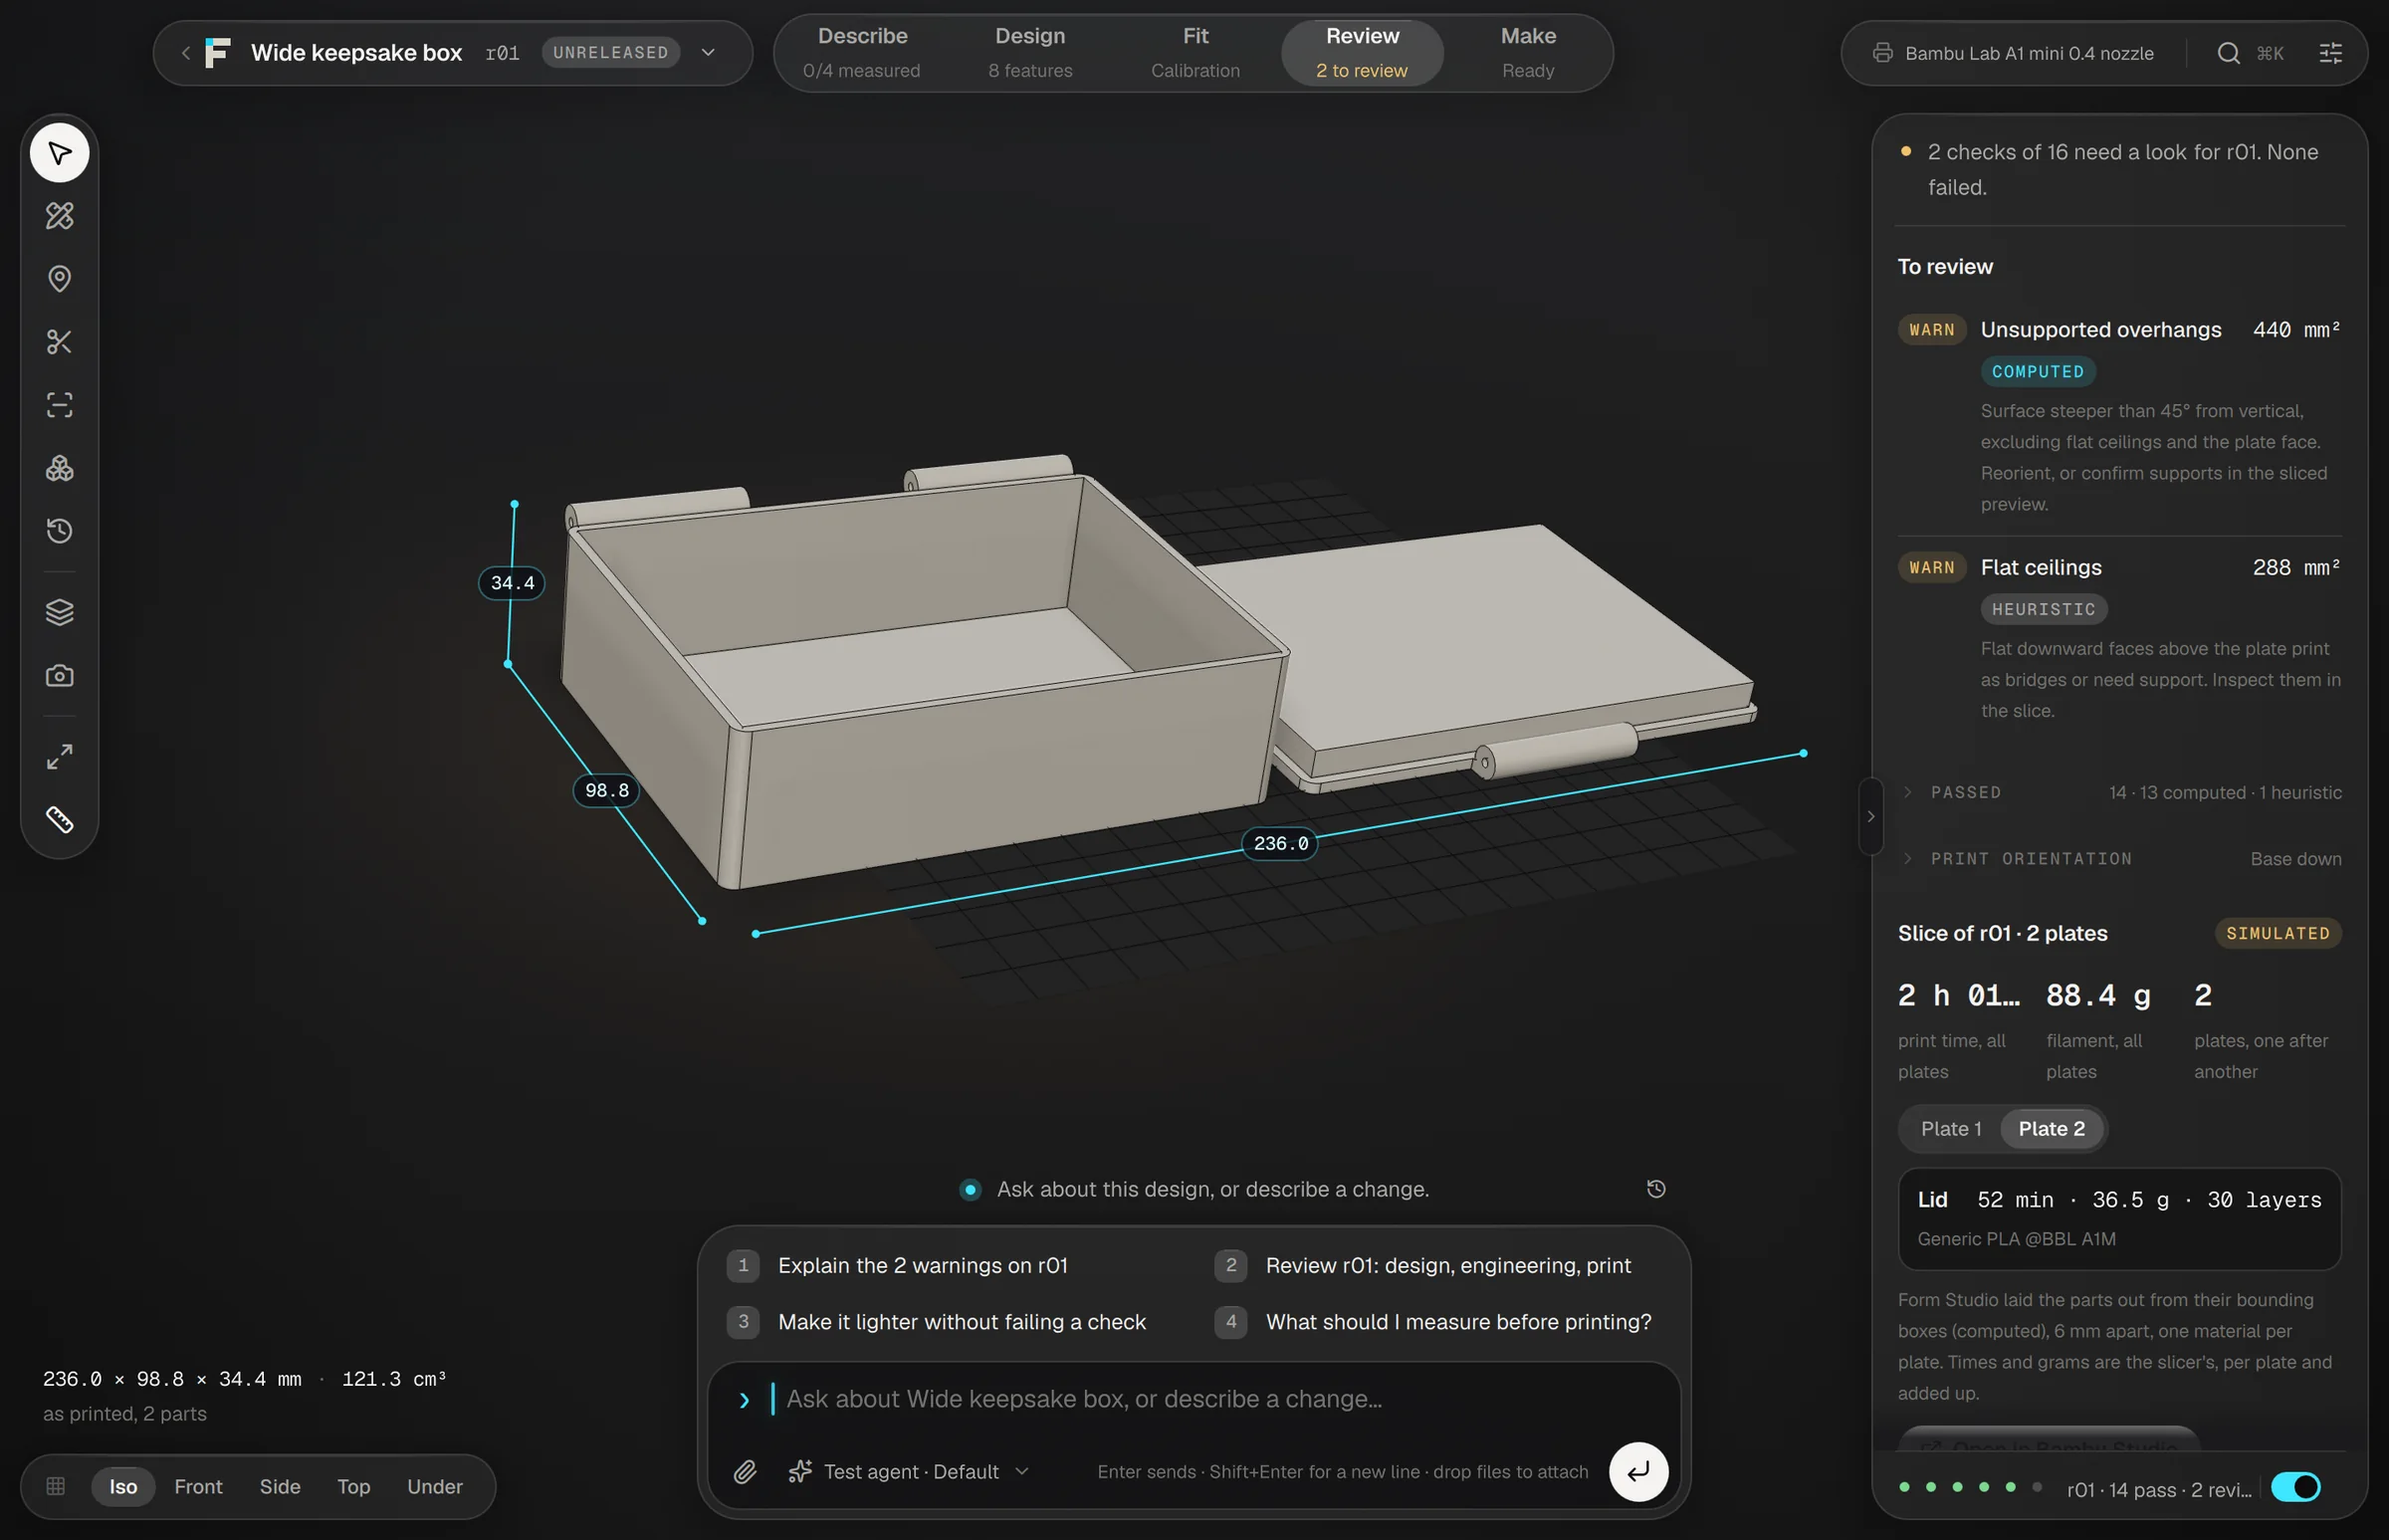 Wide keepsake box r01 UNRELEASED
Describe
0/4 measured
Design
8 features
Fit
Calibration
Review
2 to review
Make
Ready
Bambu Lab A1 mini 0.4 nozzle
⌘K
2 checks of 16 need a look for r01. None
failed.
To review
WARN Unsupported overhangs 440 mm²
COMPUTED
Surface steeper than 45° from vertical,
excluding flat ceilings and the plate face.
Reorient, or confirm supports in the sliced
preview.
WARN Flat ceilings 288 mm²
HEURISTIC
Flat downward faces above the plate print
as bridges or need support. Inspect them in
the slice.
PASSED 14 · 13 computed · 1 heuristic
PRINT ORIENTATION Base down
Slice of r01 · 2 plates SIMULATED
2 h 01… 88.4 g 2
print time, all
plates
filament, all
plates
plates, one after
another
Plate 1 Plate 2
Lid 52 min · 36.5 g · 30 layers
Generic PLA @BBL A1M
Form Studio laid the parts out from their bounding
boxes (computed), 6 mm apart, one material per
plate. Times and grams are the slicer's, per plate and
added up.
Open in Bambu Studio
r01 · 14 pass · 2 revi…
34.4
98.8
236.0
Ask about this design, or describe a change.
1 Explain the 2 warnings on r01
2 Review r01: design, engineering, print
3 Make it lighter without failing a check
4 What should I measure before printing?
Ask about Wide keepsake box, or describe a change…
Test agent · Default
Enter sends · Shift+Enter for a new line · drop files to attach
236.0 × 98.8 × 34.4 mm · 121.3 cm³
as printed, 2 parts
Iso Front Side Top Under